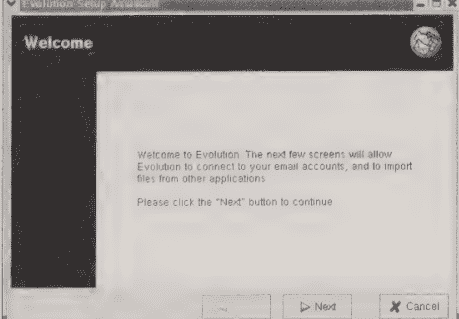 Evolution Setup Assistant
Welcome
Welcome to Evolution. The next few screens will allow
Evolution to connect to your email accounts, and to import
files from other applications
Please click the "Next" button to continue
Next
Cancel